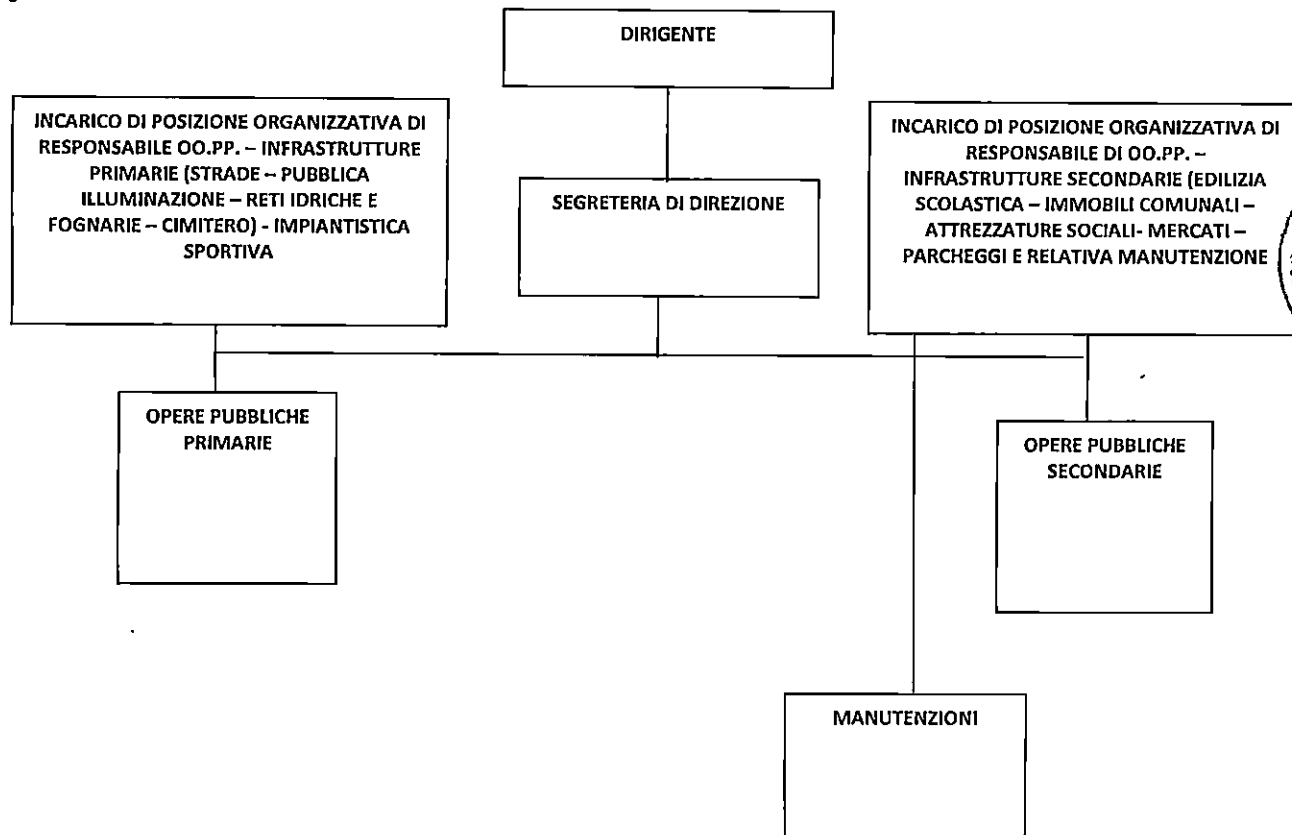 DIRIGENTE
INCARICO DI POSIZIONE ORGANIZZATIVA DI
RESPONSABILE OO.PP. – INFRASTRUTTURE
PRIMARIE (STRADE – PUBBLICA
ILLUMINAZIONE – RETI IDRICHE E
FOGNARIE – CIMITERO) - IMPIANTISTICA
SPORTIVA
SEGRETERIA DI DIREZIONE
INCARICO DI POSIZIONE ORGANIZZATIVA DI
RESPONSABILE DI OO.PP. –
INFRASTRUTTURE SECONDARIE (EDILIZIA
SCOLASTICA – IMMOBILI COMUNALI –
ATTREZZATURE SOCIALI- MERCATI –
PARCHEGGI E RELATIVA MANUTENZIONE
OPERE PUBBLICHE
PRIMARIE
OPERE PUBBLICHE
SECONDARIE
MANUTENZIONI